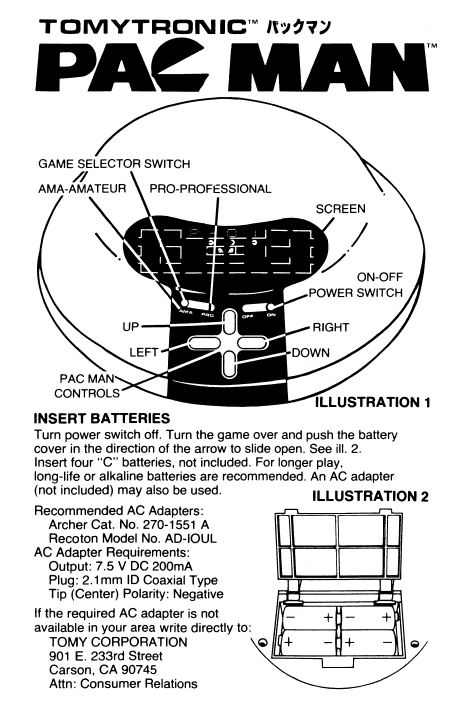 TOMYTRONIC™ パックマン
PAC MAN™
GAME SELECTOR SWITCH
AMA-AMATEUR PRO-PROFESSIONAL
SCREEN
ON-OFF
POWER SWITCH
AMA PRO OFF ON
UP
RIGHT
LEFT
DOWN
PAC MAN
CONTROLS
ILLUSTRATION 1
INSERT BATTERIES
Turn power switch off. Turn the game over and push the battery
cover in the direction of the arrow to slide open. See ill. 2.
Insert four "C" batteries, not included. For longer play,
long-life or alkaline batteries are recommended. An AC adapter
(not included) may also be used.
ILLUSTRATION 2
Recommended AC Adapters:
Archer Cat. No. 270-1551 A
Recoton Model No. AD-IOUL
AC Adapter Requirements:
Output: 7.5 V DC 200mA
Plug: 2.1mm ID Coaxial Type
Tip (Center) Polarity: Negative
If the required AC adapter is not
available in your area write directly to:
TOMY CORPORATION
901 E. 233rd Street
Carson, CA 90745
Attn: Consumer Relations
- + - +
+ - + -